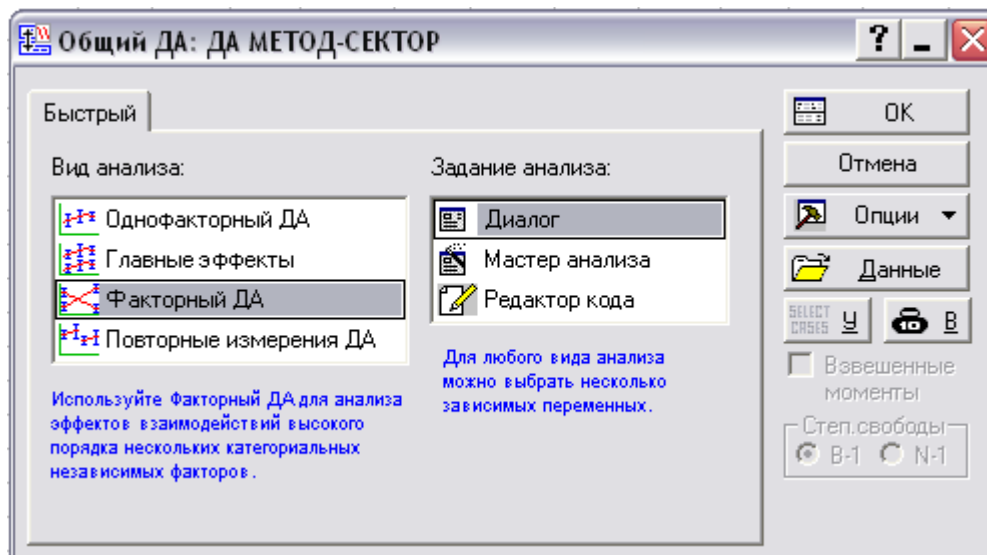 Общий ДА: ДА МЕТОД-СЕКТОР
?
Быстрый
Вид анализа:
Однофакторный ДА
Главные эффекты
Факторный ДА
Повторные измерения ДА
Используйте Факторный ДА для анализа
эффектов взаимодействий высокого
порядка нескольких категориальных
независимых факторов.
Задание анализа:
Диалог
Мастер анализа
Редактор кода
Для любого вида анализа
можно выбрать несколько
зависимых переменных.
OK
Отмена
Опции
Данные
SELECT
CASES
У
В
Взвешенные
моменты
Степ.свободы
В-1 N-1